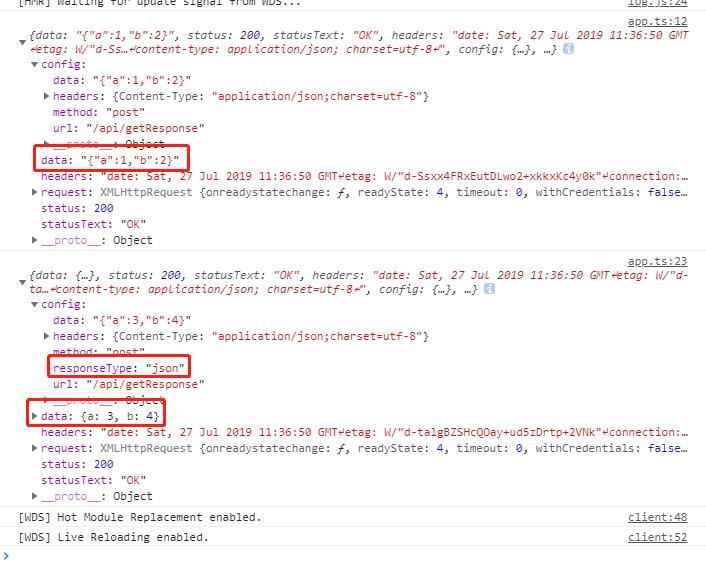 [HMR] Waiting for update signal from WDS... log.js:24
app.ts:12
{data: "{"a":1,"b":2}", status: 200, statusText: "OK", headers: "date: Sat, 27 Jul 2019 11:36:50 GMT
↵etag: W/"d-Ss…↵content-type: application/json; charset=utf-8↵", config: {…}, …} i
▼config:
data: "{"a":1,"b":2}"
▶headers: {Content-Type: "application/json;charset=utf-8"}
method: "post"
url: "/api/getResponse"
▶__proto__: Object
data: "{"a":1,"b":2}"
headers: "date: Sat, 27 Jul 2019 11:36:50 GMT↵etag: W/"d-Ssxx4FRxEutDLwo2+xkkxKc4y0k"↵connection:…
▶request: XMLHttpRequest {onreadystatechange: ƒ, readyState: 4, timeout: 0, withCredentials: false…
status: 200
statusText: "OK"
▶__proto__: Object
app.ts:23
{data: {…}, status: 200, statusText: "OK", headers: "date: Sat, 27 Jul 2019 11:36:50 GMT↵etag: W/"d-
ta…↵content-type: application/json; charset=utf-8↵", config: {…}, …} i
▼config:
data: "{"a":3,"b":4}"
▶headers: {Content-Type: "application/json;charset=utf-8"}
method: "post"
responseType: "json"
url: "/api/getResponse"
▶__proto__: Object
▶data: {a: 3, b: 4}
headers: "date: Sat, 27 Jul 2019 11:36:50 GMT↵etag: W/"d-talgBZSHcQOay+ud5zDrtp+2VNk"↵connection:…
▶request: XMLHttpRequest {onreadystatechange: ƒ, readyState: 4, timeout: 0, withCredentials: false…
status: 200
statusText: "OK"
▶__proto__: Object
[WDS] Hot Module Replacement enabled. client:48
[WDS] Live Reloading enabled. client:52